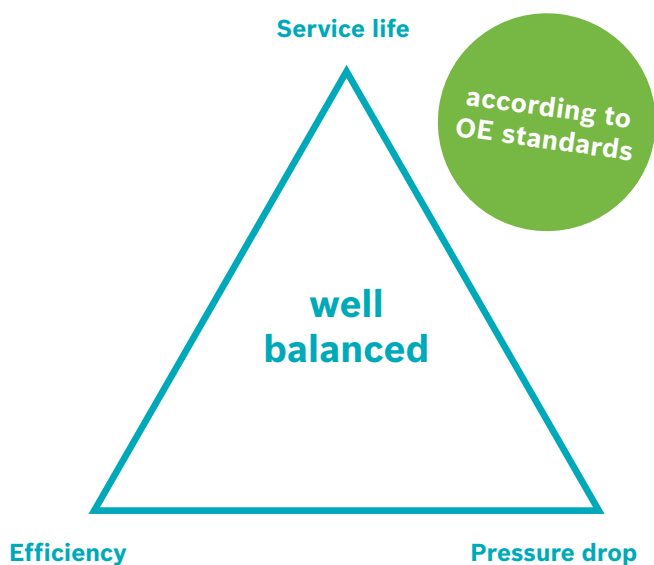 Service life
according to
OE standards
well
balanced
Efficiency
Pressure drop